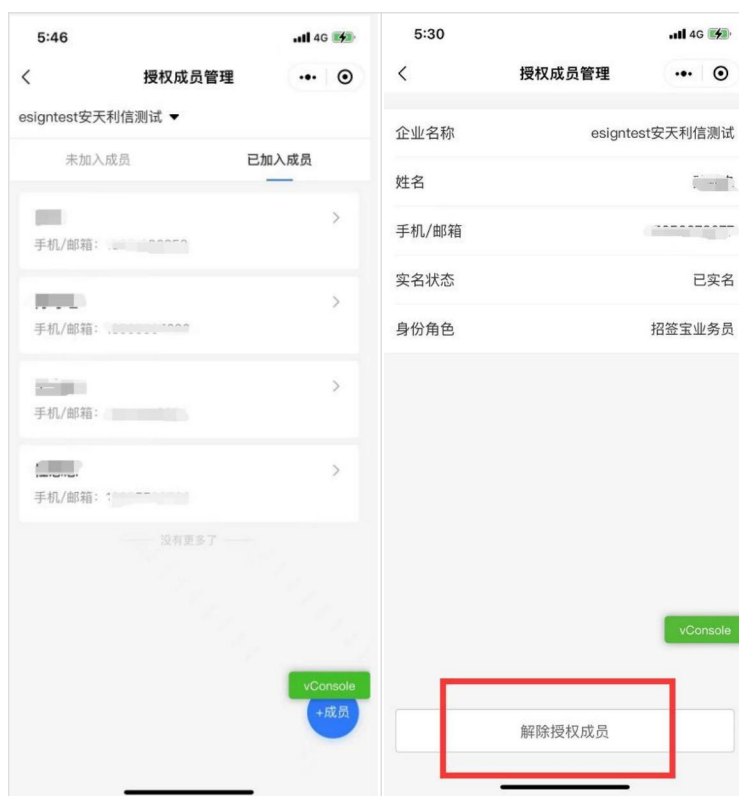 5:46
4G
授权成员管理
esigntest安天利信测试
未加入成员
已加入成员
手机/邮箱：
手机/邮箱：
手机/邮箱：
手机/邮箱：
没有更多了
vConsole
+成员
5:30
4G
授权成员管理
企业名称 esigntest安天利信测试
姓名
手机/邮箱
实名状态 已实名
身份角色 招签宝业务员
vConsole
解除授权成员